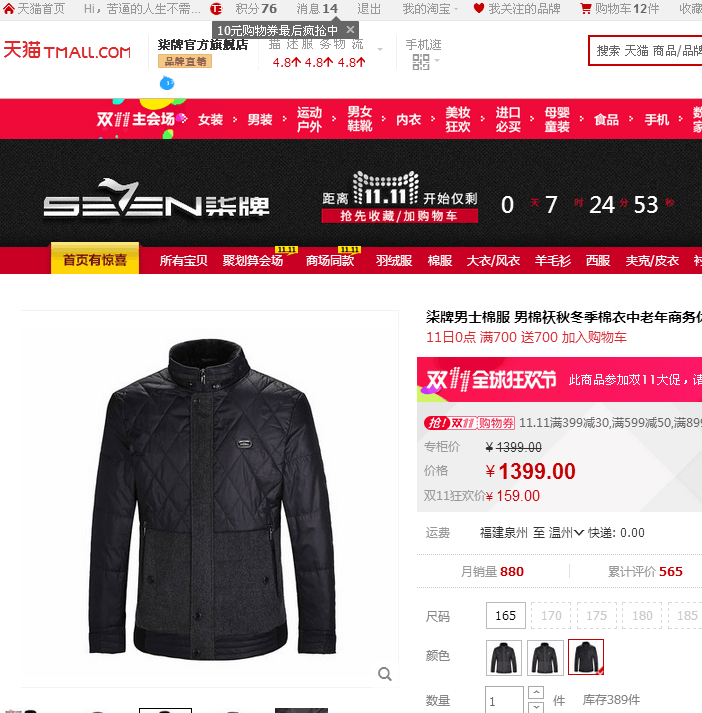 天猫首页 Hi，苦逼的人生不需... 积分76 消息14 退出 我的淘宝 我关注的品牌 购物车12件 收藏
10元购物券最后疯抢中 ×
天猫 TMALL.COM 柒牌官方旗舰店 描 述 服 务 物 流 手机逛
品牌直销 4.8 4.8 4.8
搜索 天猫 商品/品牌
双11主会场 女装 男装 运动户外 男女鞋靴 内衣 美妆狂欢 进口必买 母婴童装 食品 手机
SEVEN柒牌
距离 11.11 开始仅剩 0 天 7 时 24 分 53 秒
抢先收藏/加购物车
11.11 11.11
首页有惊喜 所有宝贝 聚划算会场 商场同款 羽绒服 棉服 大衣/风衣 羊毛衫 西服 夹克/皮衣
柒牌男士棉服 男棉袄秋冬季棉衣中老年商务休
11日0点 满700 送700 加入购物车
双11全球狂欢节 此商品参加双11大促，请
抢! 双11 购物券 11.11满399减30,满599减50,满899
专柜价 ¥ 1399.00
价格 ¥ 1399.00
双11狂欢价 ¥ 159.00
运费 福建泉州 至 温州 快递: 0.00
月销量 880 累计评价 565
尺码 165 170 175 180 185
颜色
数量 1 件 库存389件